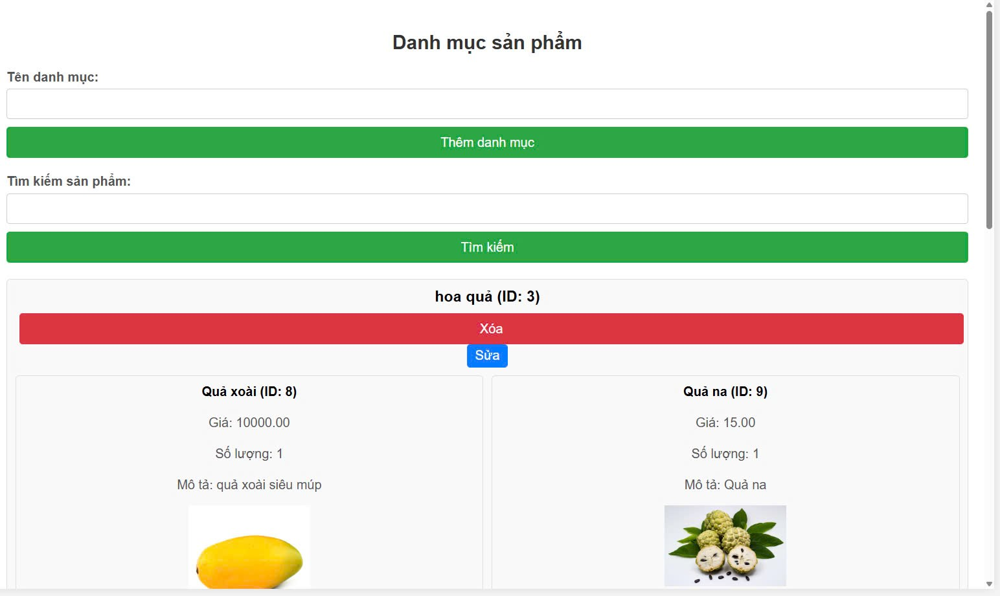 Danh mục sản phẩm
Tên danh mục:
Thêm danh mục
Tìm kiếm sản phẩm:
Tìm kiếm
hoa quả (ID: 3)
Xóa
Sửa
Quả xoài (ID: 8)
Giá: 10000.00
Số lượng: 1
Mô tả: quả xoài siêu múp
Quả na (ID: 9)
Giá: 15.00
Số lượng: 1
Mô tả: Quả na